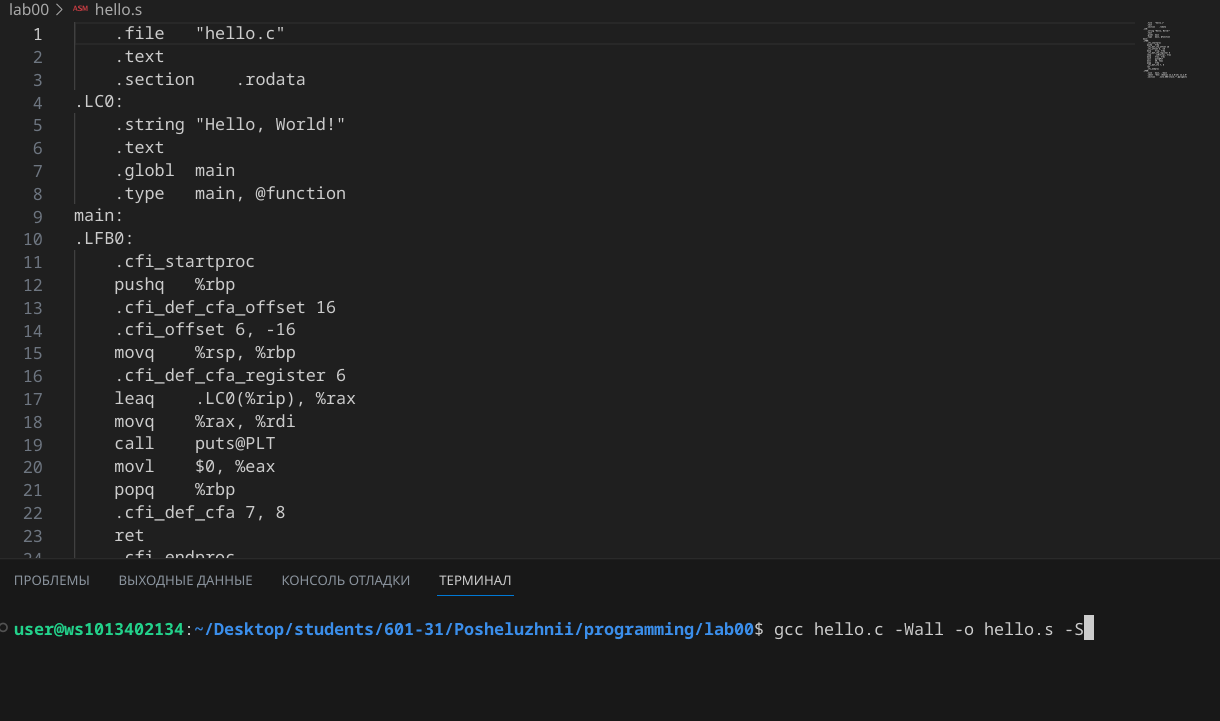 lab00 > ASM hello.s
1 .file "hello.c"
2 .text
3 .section .rodata
4 .LC0:
5 .string "Hello, World!"
6 .text
7 .globl main
8 .type main, @function
9 main:
10 .LFB0:
11 .cfi_startproc
12 pushq %rbp
13 .cfi_def_cfa_offset 16
14 .cfi_offset 6, -16
15 movq %rsp, %rbp
16 .cfi_def_cfa_register 6
17 leaq .LC0(%rip), %rax
18 movq %rax, %rdi
19 call puts@PLT
20 movl $0, %eax
21 popq %rbp
22 .cfi_def_cfa 7, 8
23 ret
24 .cfi_endproc
ПРОБЛЕМЫ ВЫХОДНЫЕ ДАННЫЕ КОНСОЛЬ ОТЛАДКИ ТЕРМИНАЛ
user@ws1013402134:~/Desktop/students/601-31/Posheluzhnii/programming/lab00$ gcc hello.c -Wall -o hello.s -S